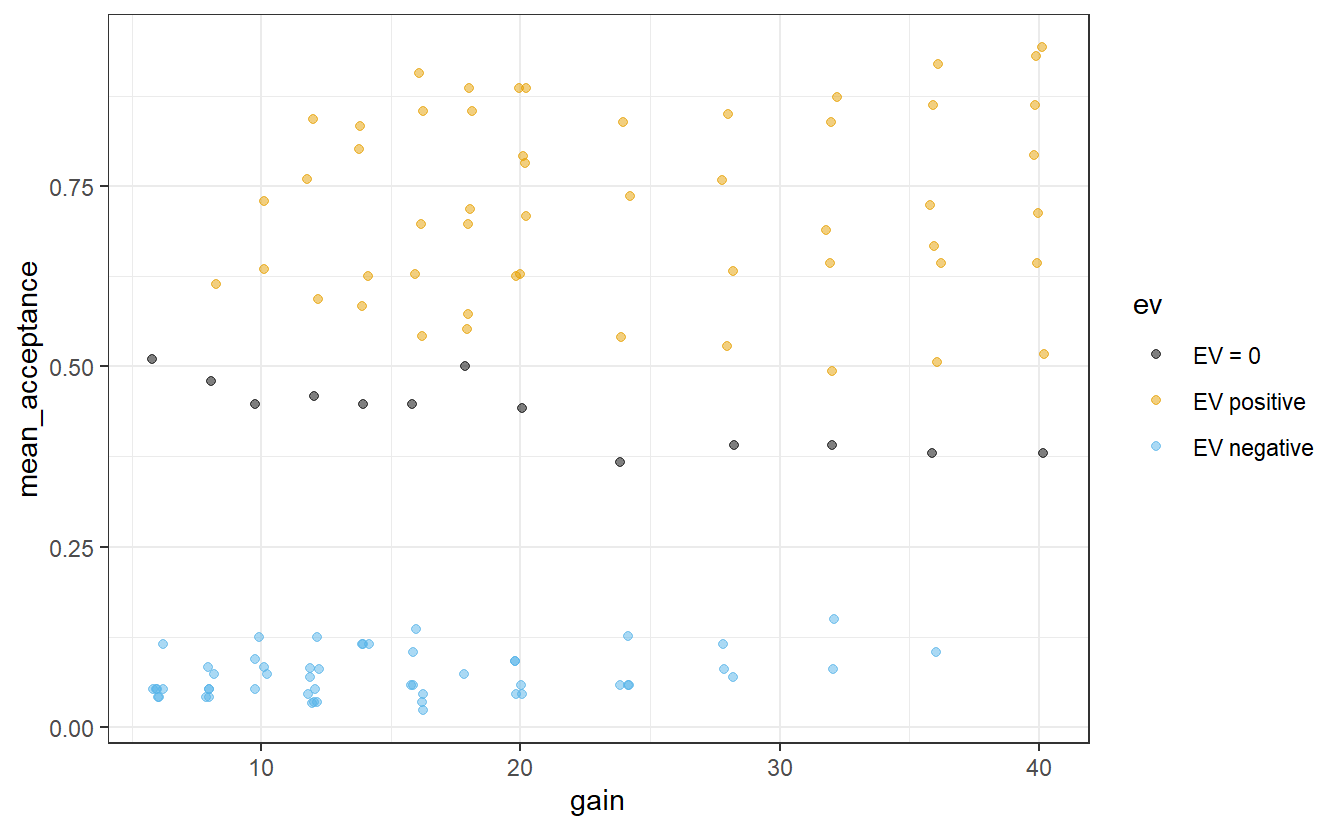 mean_acceptance
0.75
0.50
0.25
0.00
10
20
30
40
gain
ev
EV = 0
EV positive
EV negative